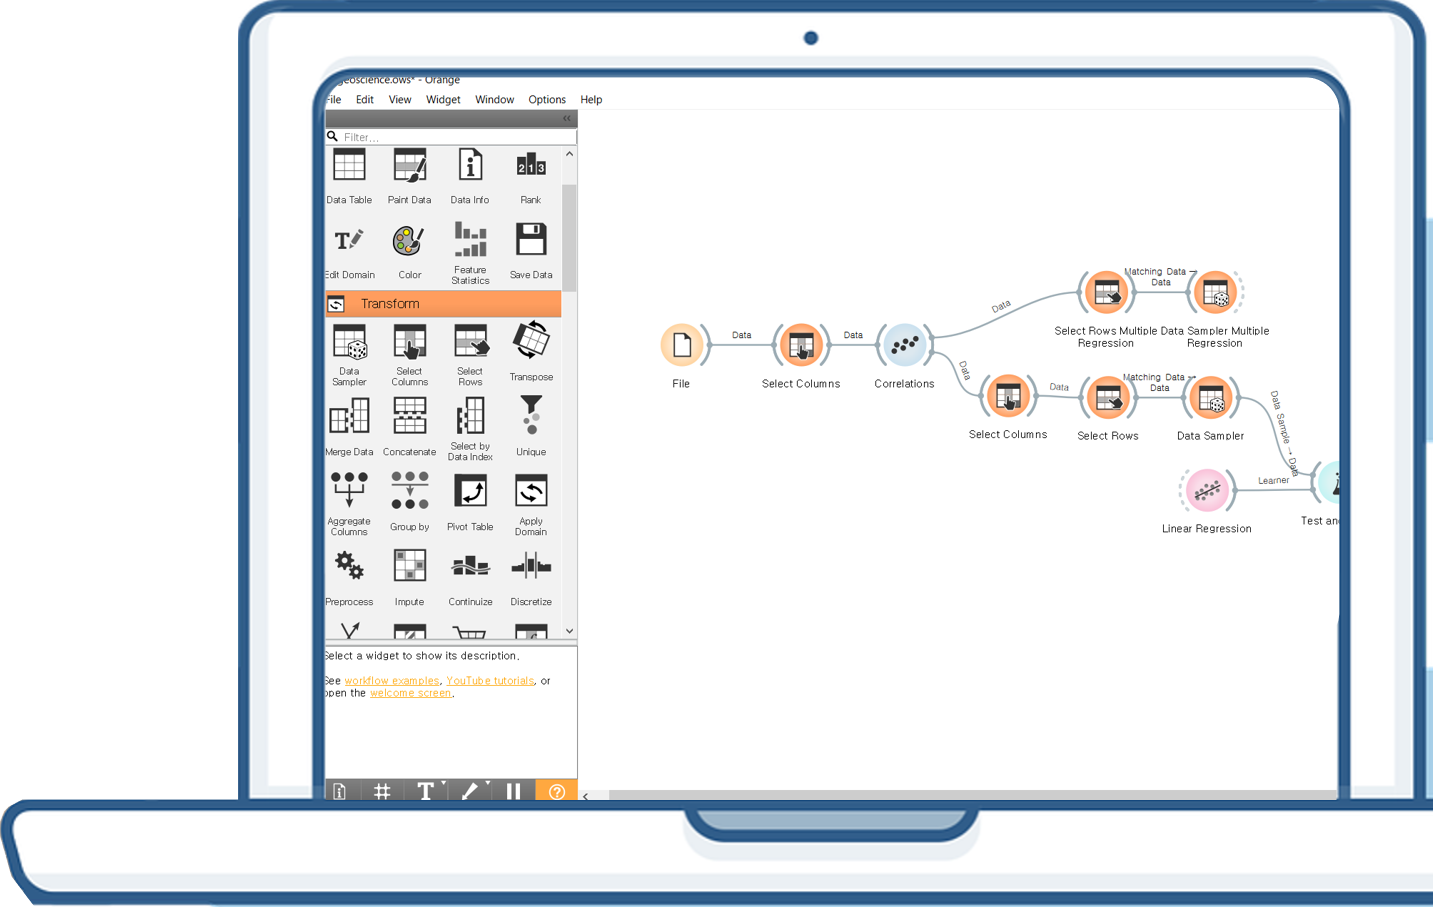 geoscience.ows* - Orange
File Edit View Widget Window Options Help
Filter...
Data Table Paint Data Data Info Rank
2 1 3
T
Edit Domain Color Feature Statistics Save Data
Transform
Data Sampler Select Columns Select Rows Transpose
Merge Data Concatenate Select by Data Index Unique
Aggregate Columns Group by Pivot Table Apply Domain
Preprocess Impute Continuize Discretize
Select a widget to show its description.
See workflow examples, YouTube tutorials, or
open the welcome screen.
T
?
File
Data
Select Columns
Data
Correlations
Data
Select Rows Multiple
Regression
Matching Data →
Data
Data Sampler Multiple
Regression
Data
Select Columns
Data
Select Rows
Matching Data →
Data
Data Sampler
Data Sample → Data
Linear Regression
Learner
Test an